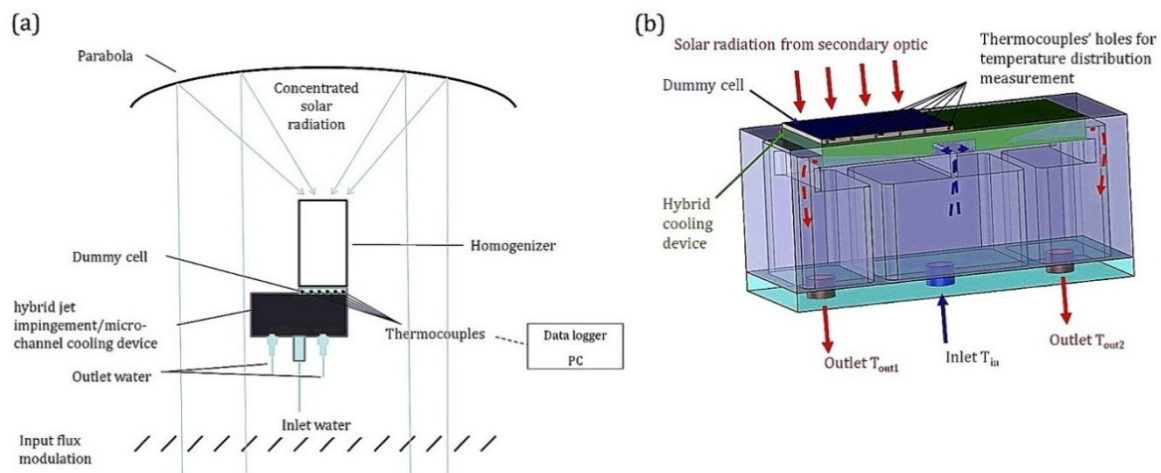 (a)
Parabola
Concentrated
solar
radiation
Homogenizer
Dummy cell
hybrid jet
impingement/micro-
channel cooling device
Thermocouples
Data logger
PC
Outlet water
Inlet water
Input flux
modulation
(b)
Solar radiation from secondary optic
Thermocouples' holes for
temperature distribution
measurement
Dummy cell
Hybrid
cooling
device
Outlet Tout1
Inlet Tin
Outlet Tout2